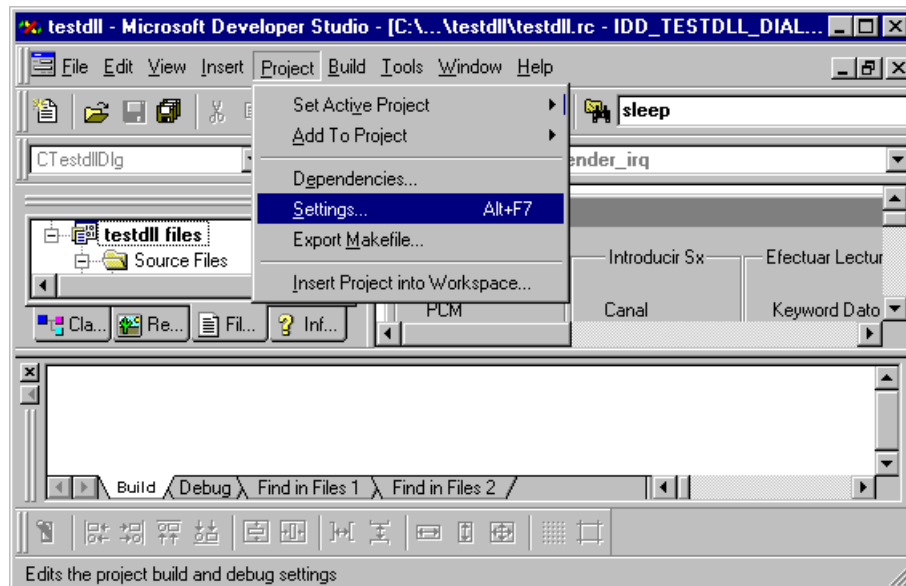 testdll - Microsoft Developer Studio - [C:\...\testdll\testdll.rc - IDD_TESTDLL_DIAL...
File Edit View Insert Project Build Tools Window Help
Set Active Project
sleep
Add To Project
CTestdllDlg
ender_irq
Dependencies...
Settings... Alt+F7
testdll files
Export Makefile...
Source Files
Introducir Sx
Efectuar Lectur
Insert Project into Workspace...
PCM
Canal
Keyword Dato
Cla... Re... Fil... Inf...
Build Debug Find in Files 1 Find in Files 2
Edits the project build and debug settings